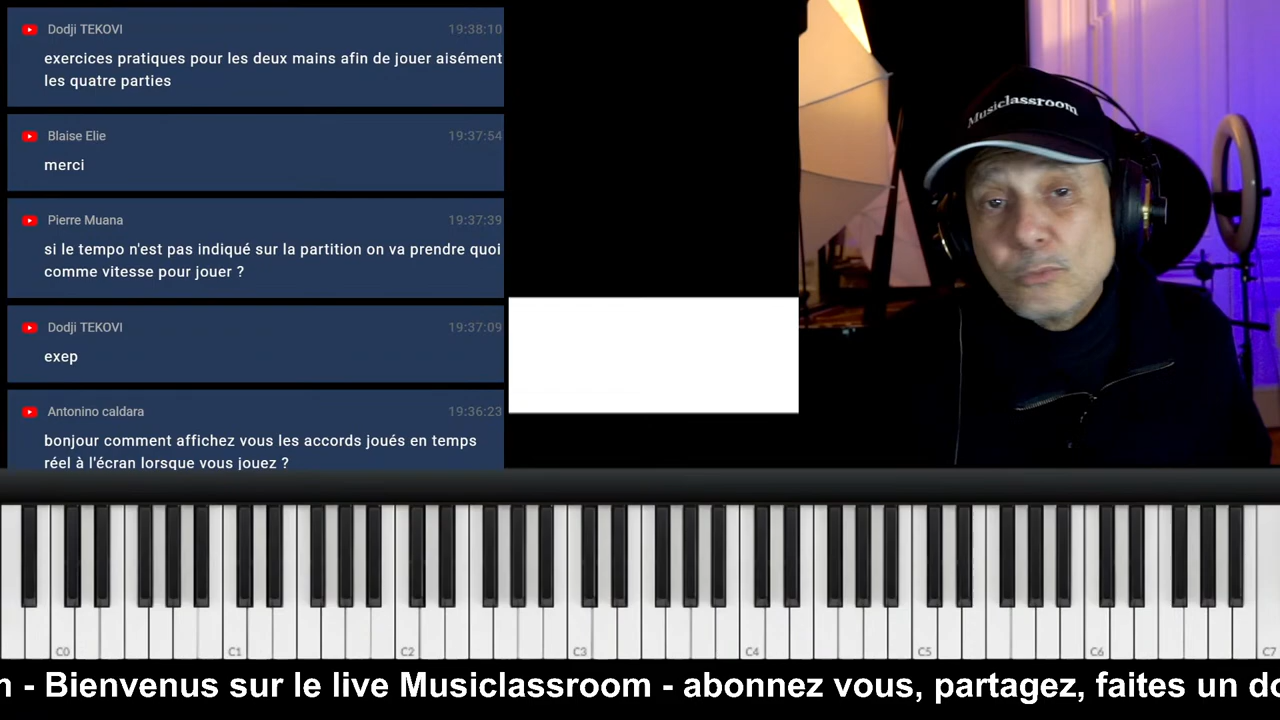 Dodji TEKOVI 19:38:10
exercices pratiques pour les deux mains afin de jouer aisément
les quatre parties
Blaise Elie 19:37:54
merci
Pierre Muana 19:37:39
si le tempo n'est pas indiqué sur la partition on va prendre quoi
comme vitesse pour jouer ?
Dodji TEKOVI 19:37:09
exep
Antonino caldara 19:36:23
bonjour comment affichez vous les accords joués en temps
réel à l'écran lorsque vous jouez ?
Musiclassroom
C0 C1 C2 C3 C4 C5 C6 C7
n - Bienvenus sur le live Musiclassroom - abonnez vous, partagez, faites un do